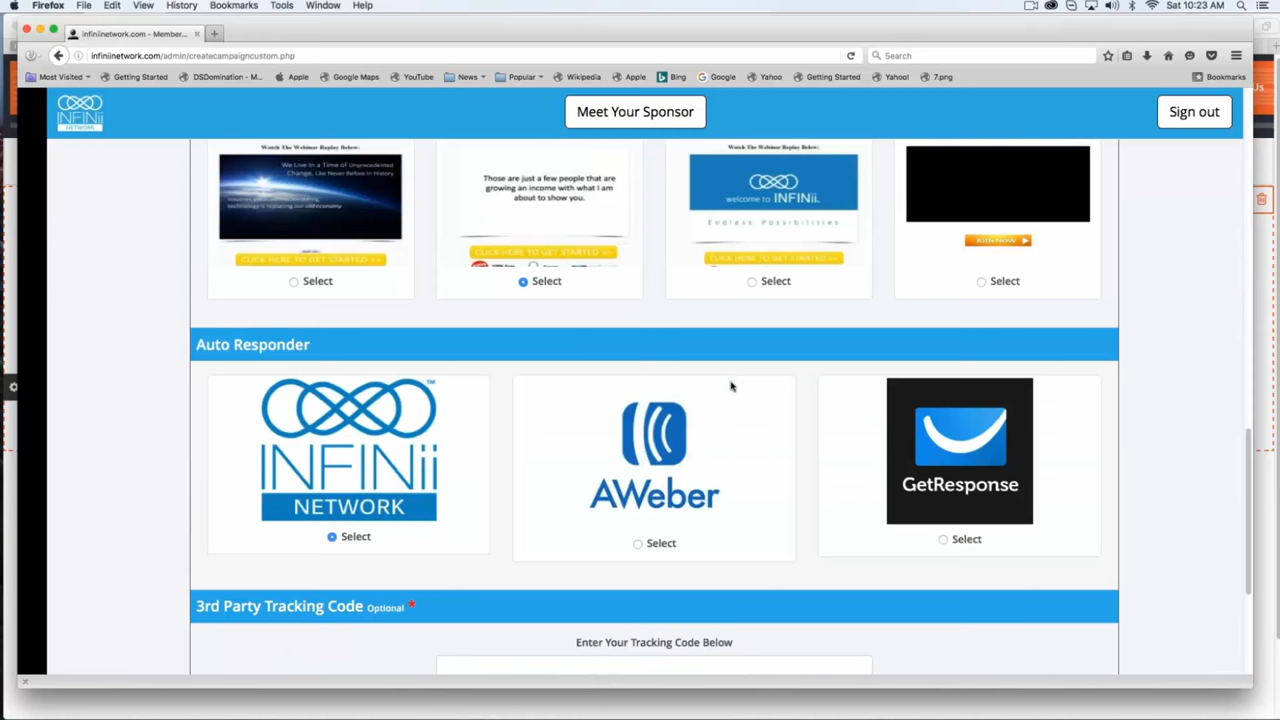 Firefox File Edit View History Bookmarks Tools Window Help Sat 10:23 AM
infiniinetwork.com - Member...
infiniinetwork.com/admin/createcampaigncustom.php Search
Most Visited Getting Started DSDomination - M... Apple Google Maps YouTube News Popular Wikipedia Apple Bing Google Yahoo Getting Started Yahoo! 7.png Bookmarks
INFINii NETWORK
Meet Your Sponsor
Sign out
Us
Watch The Webinar Replay Below:
We Live In a Time of Unprecedented
Change, Like Never Before in History
CLICK HERE TO GET STARTED >>
Select
Those are just a few people that are
growing an income with what I am
about to show you.
CLICK HERE TO GET STARTED >>
Select
Watch The Webinar Replay Below:
welcome to INFINii.
Endless Possibilities
CLICK HERE TO GET STARTED >>
Select
JOIN NOW
Select
Auto Responder
INFINii™
NETWORK
Select
AWeber
Select
GetResponse
Select
3rd Party Tracking Code Optional *
Enter Your Tracking Code Below